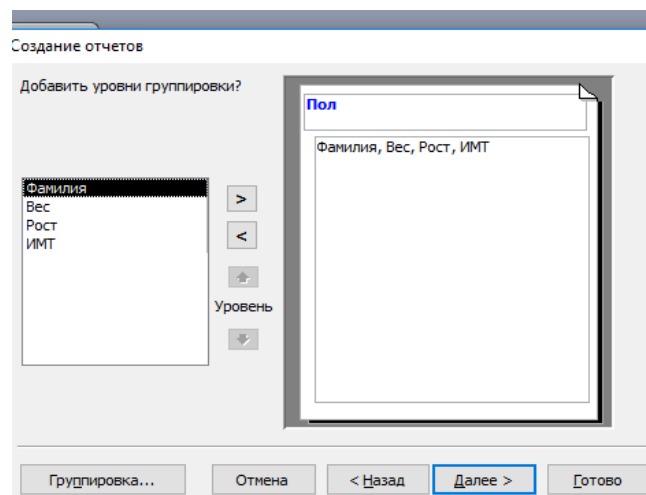 Создание отчетов
Добавить уровни группировки?
Пол
Фамилия, Вес, Рост, ИМТ
Фамилия
Вес
Рост
ИМТ
>
<
Уровень
Группировка...
Отмена
< Назад
Далее >
Готово